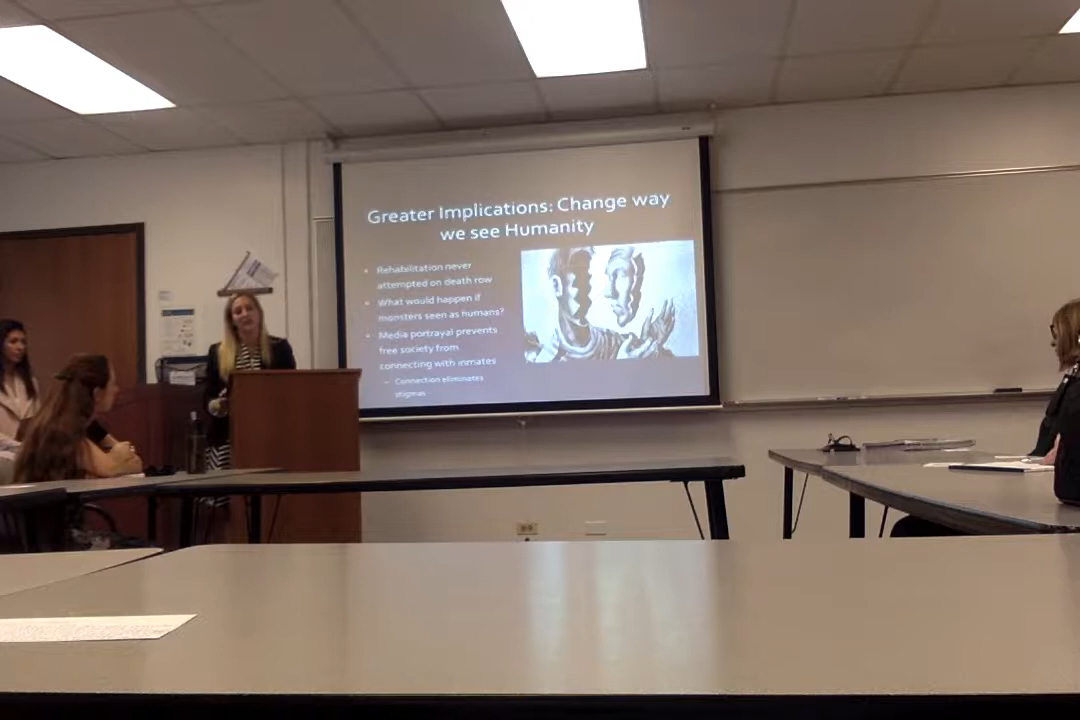 Greater Implications: Change way
we see Humanity
Rehabilitation never
attempted on death row
What would happen if
monsters seen as humans?
Media portrayal prevents
free society from
connecting with inmates
– Connection eliminates
stigmas